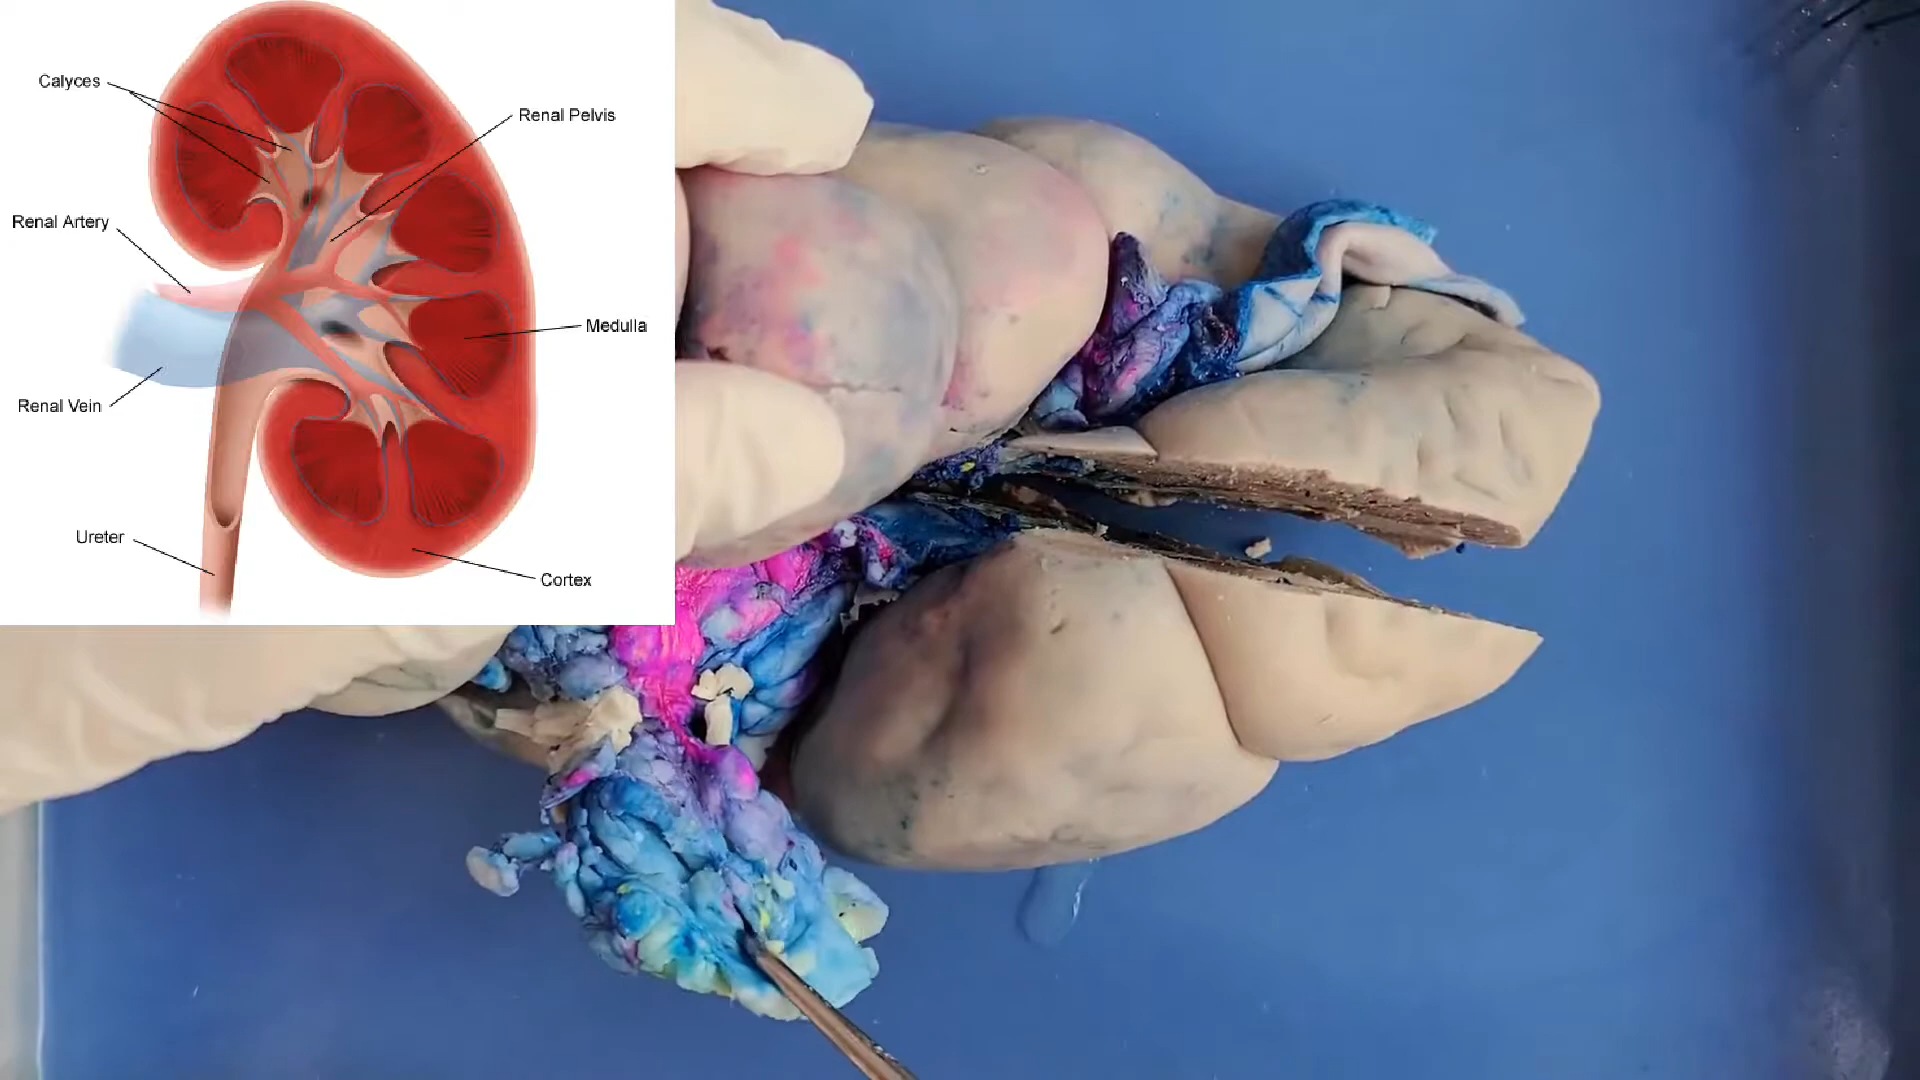 Calyces
Renal Pelvis
Renal Artery
Medulla
Renal Vein
Ureter
Cortex